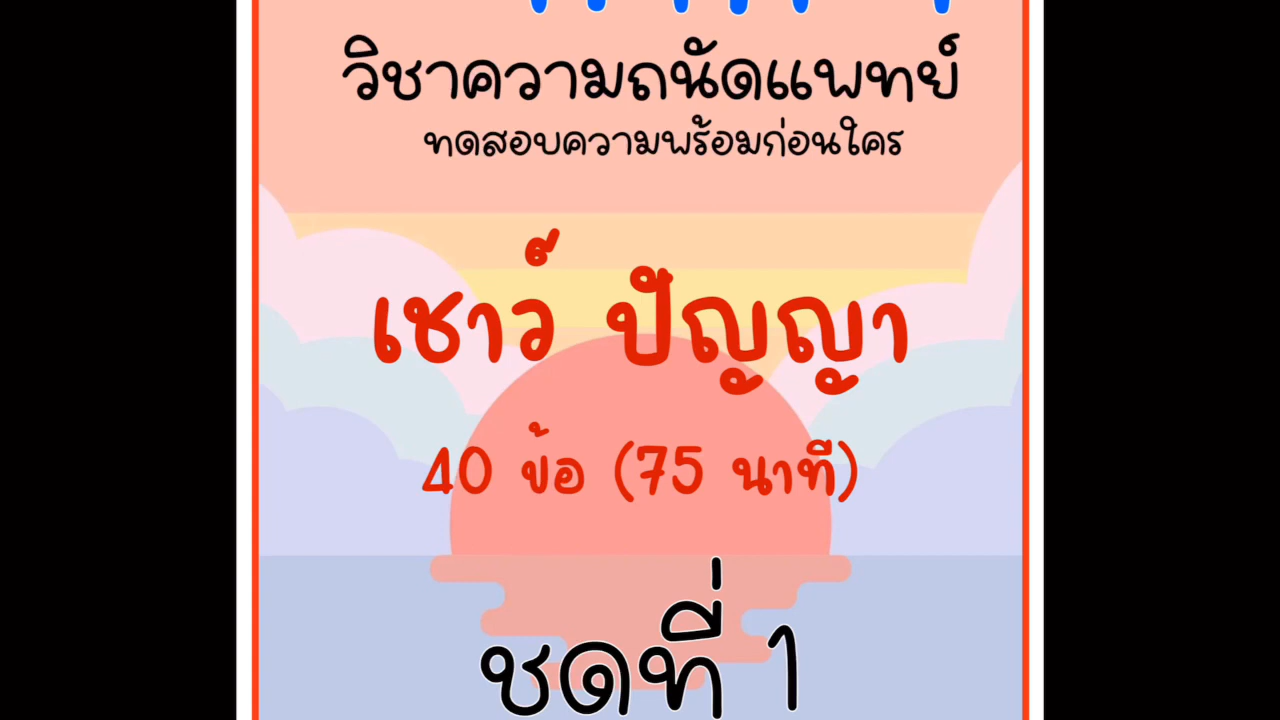 วิชาความถนัดแพทย์
ทดสอบความพร้อมก่อนใคร
เชาว์ ปัญญา
40 ข้อ (75 นาที)
ชุดที่ 1